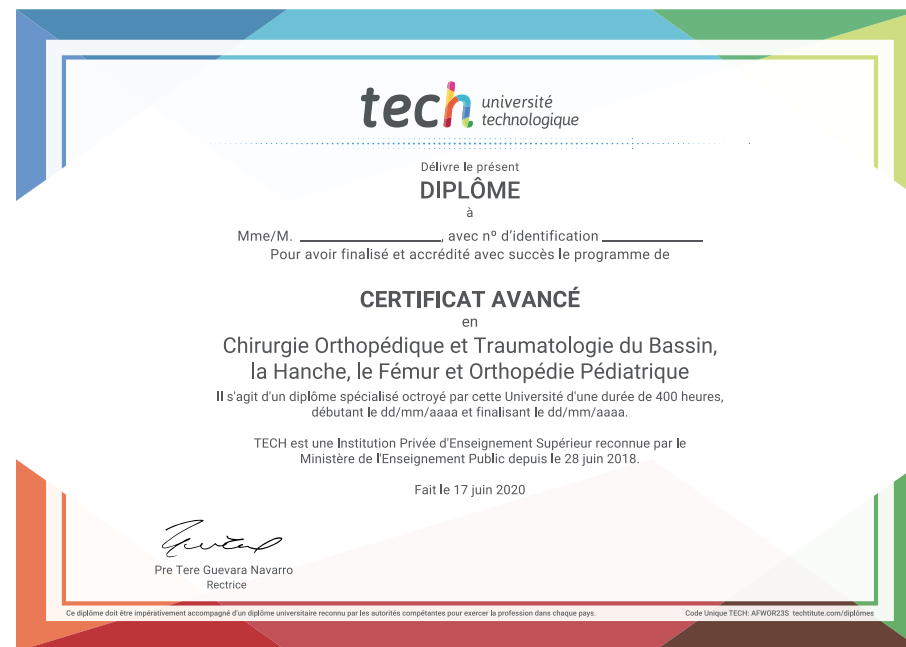 tech université
technologique
Délivre le présent
DIPLÔME
à
Mme/M. ____________________, avec nº d'identification ______________
Pour avoir finalisé et accrédité avec succès le programme de
CERTIFICAT AVANCÉ
en
Chirurgie Orthopédique et Traumatologie du Bassin,
la Hanche, le Fémur et Orthopédie Pédiatrique
Il s'agit d'un diplôme spécialisé octroyé par cette Université d'une durée de 400 heures,
débutant le dd/mm/aaaa et finalisant le dd/mm/aaaa.
TECH est une Institution Privée d'Enseignement Supérieur reconnue par le
Ministère de l'Enseignement Public depuis le 28 juin 2018.
Fait le 17 juin 2020
Pre Tere Guevara Navarro
Rectrice
Ce diplôme doit être impérativement accompagné d'un diplôme universitaire reconnu par les autorités compétantes pour exercer la profession dans chaque pays.
Code Unique TECH: AFWOR23S techtitute.com/diplômes